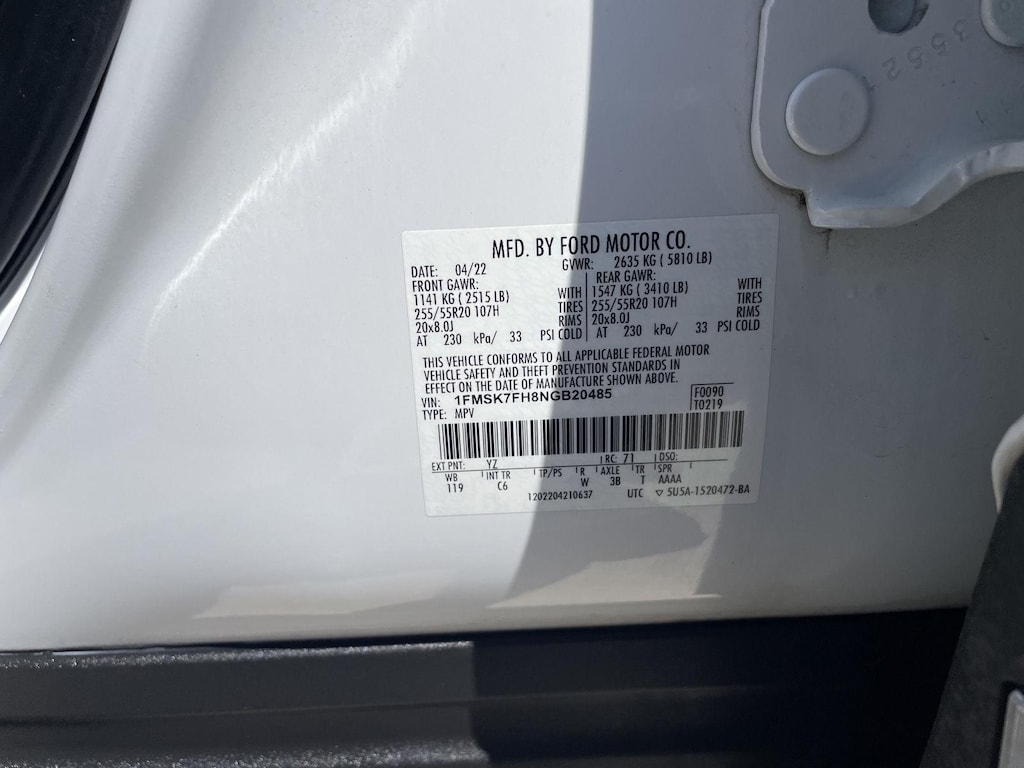 3552
MFD. BY FORD MOTOR CO.
DATE: 04/22 GVWR: 2635 KG ( 5810 LB)
FRONT GAWR: REAR GAWR:
1141 KG ( 2515 LB) WITH 1547 KG ( 3410 LB) WITH
255/55R20 107H TIRES 255/55R20 107H TIRES
20x8.0J RIMS 20x8.0J RIMS
AT 230 kPa/ 33 PSI COLD AT 230 kPa/ 33 PSI COLD
THIS VEHICLE CONFORMS TO ALL APPLICABLE FEDERAL MOTOR
VEHICLE SAFETY AND THEFT PREVENTION STANDARDS IN
EFFECT ON THE DATE OF MANUFACTURE SHOWN ABOVE.
VIN: 1FMSK7FH8NGB20485 F0090
TYPE: MPV T0219
EXT PNT: YZ RC: 71 DSO:
WB INT TR TP/PS R AXLE TR SPR
119 C6 W 3B T AAAA
1202204210637 UTC ▽ 5U5A-1520472-BA